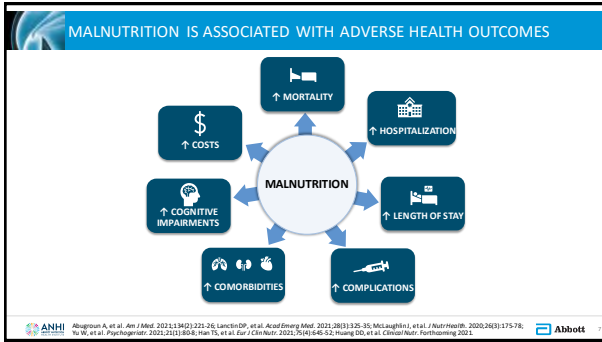 MALNUTRITION IS ASSOCIATED WITH ADVERSE HEALTH OUTCOMES
↑ MORTALITY
$
↑ COSTS
↑ HOSPITALIZATION
MALNUTRITION
↑ COGNITIVE
IMPAIRMENTS
↑ LENGTH OF STAY
↑ COMORBIDITIES
↑ COMPLICATIONS
ANHI
Abugroun A, et al. Am J Med. 2021;134(2):221-26; Lanctin DP, et al. Acad Emerg Med. 2021;28(3):325-35; McLaughlin J, et al. J Nutr Health. 2020;26(3):175-78;
Yu W, et al. Psychogeriatr. 2021;21(1):80-8; Han TS, et al. Eur J Clin Nutr. 2021;75(4):645-52; Huang DD, et al. Clinical Nutr. Forthcoming 2021.
Abbott
7